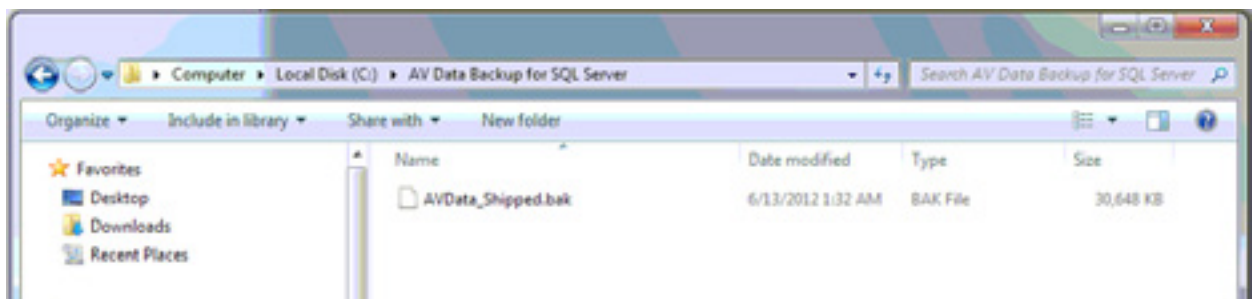 Computer Local Disk (C:) AV Data Backup for SQL Server Search AV Data Backup for SQL Server
Organize Include in library Share with New folder
Favorites
Desktop
Downloads
Recent Places
Name Date modified Type Size
AVData_Shipped.bak 6/13/2012 1:32 AM BAK File 30,648 KB